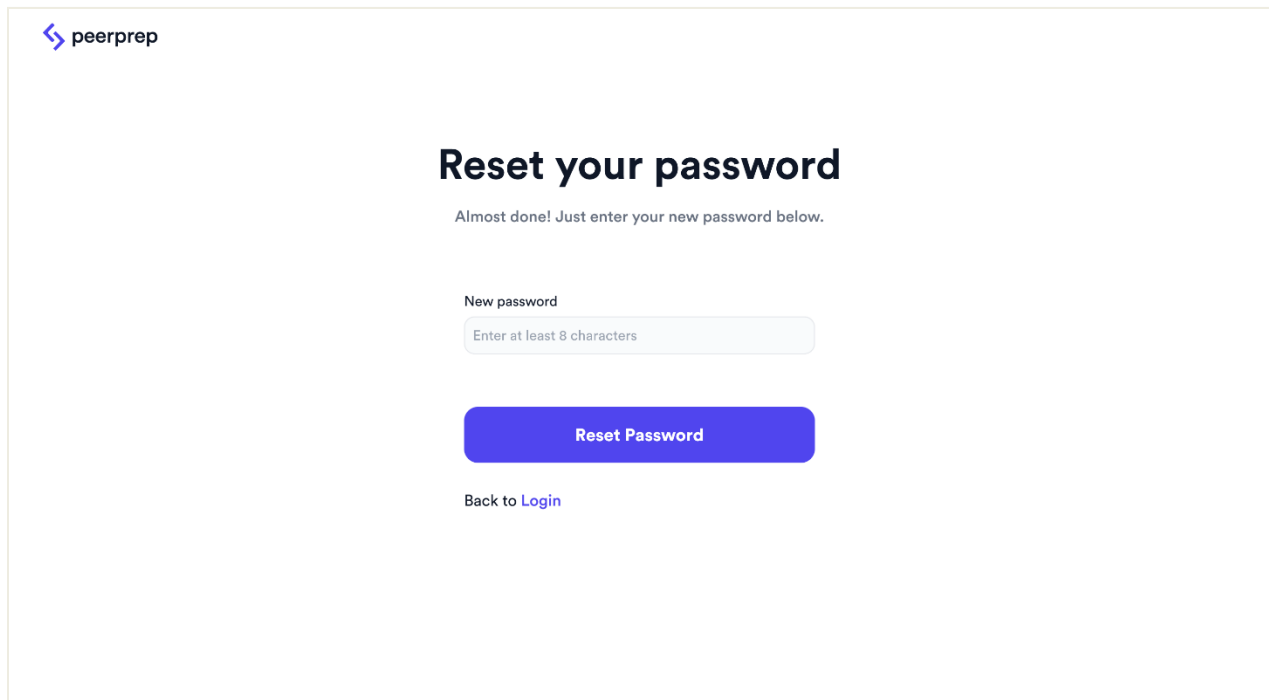 peerprep
Reset your password
Almost done! Just enter your new password below.
New password
Enter at least 8 characters
Reset Password
Back to Login